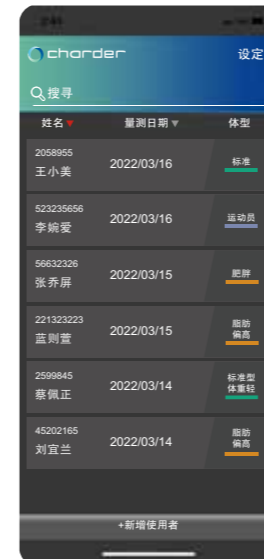 charder
设定
搜寻
姓名▼ 量测日期▼ 体型
2058955
王小美 2022/03/16 标准
523235656
李婉爱 2022/03/16 运动员
56632326
张乔屏 2022/03/15 肥胖
221323223
蓝则萱 2022/03/15 脂肪
偏高
2599845
蔡佩正 2022/03/14 标准型
体重轻
45202165
刘宜兰 2022/03/14 脂肪
偏高
+新增使用者